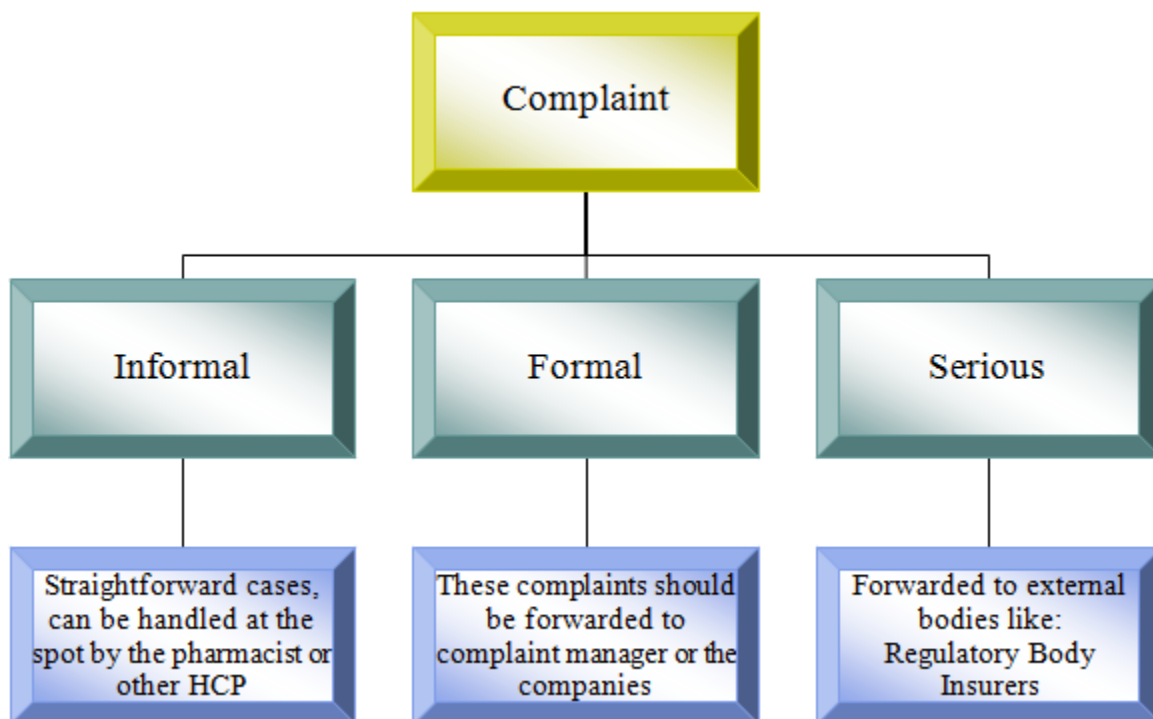 Complaint
Informal
Formal
Serious
Straightforward cases,
can be handled at the
spot by the pharmacist or
other HCP
These complaints should
be forwarded to
complaint manager or the
companies
Forwarded to external
bodies like:
Regulatory Body
Insurers